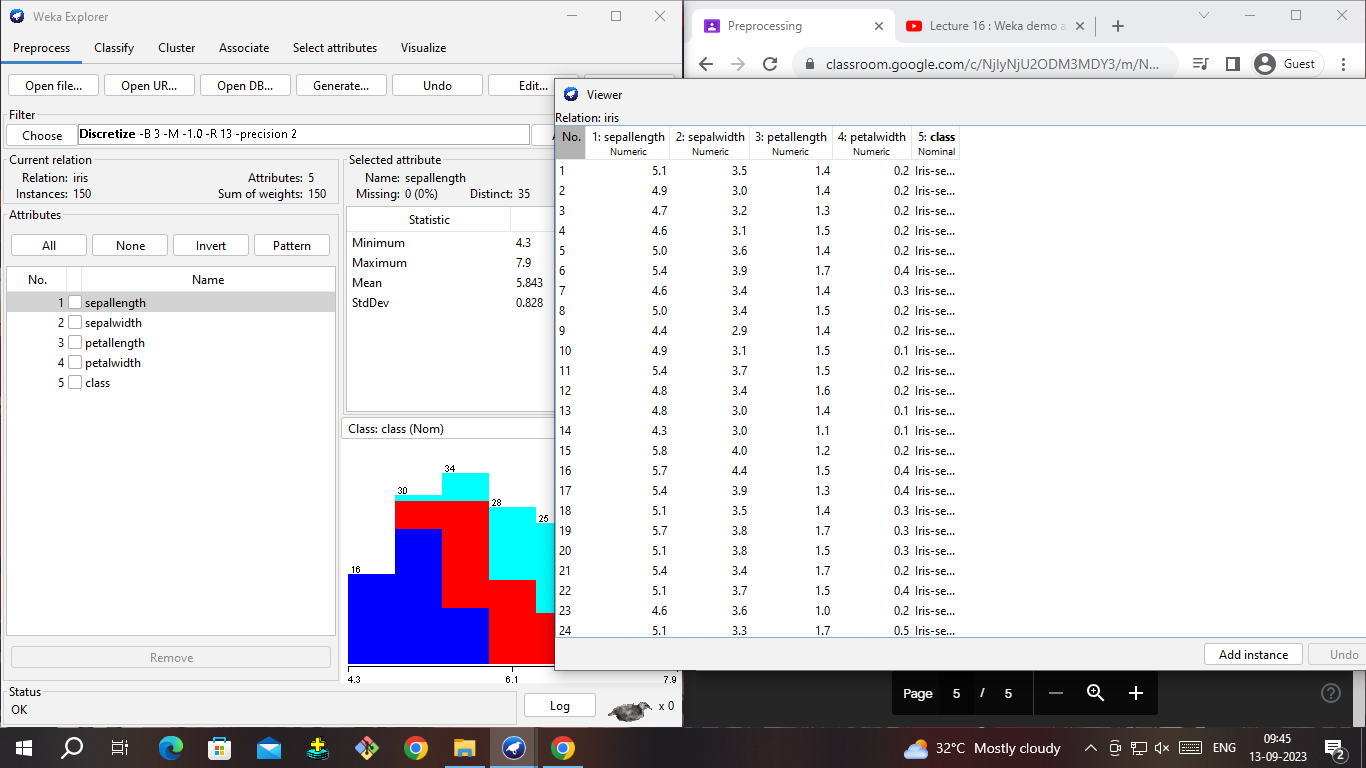 Weka Explorer
Preprocess Classify Cluster Associate Select attributes Visualize
Open file... Open UR... Open DB... Generate... Undo Edit...
Filter
Choose Discretize -B 3 -M -1.0 -R 13 -precision 2
Current relation
Relation: iris Attributes: 5
Instances: 150 Sum of weights: 150
Attributes
All None Invert Pattern
No. Name
1 sepallength
2 sepalwidth
3 petallength
4 petalwidth
5 class
Remove
Status
OK
Log
x 0
Selected attribute
Name: sepallength
Missing: 0 (0%) Distinct: 35
Statistic
Minimum 4.3
Maximum 7.9
Mean 5.843
StdDev 0.828
Class: class (Nom)
16
30
34
28
25
4.3 6.1 7.9
Preprocessing
Lecture 16 : Weka demo a
classroom.google.com/c/NjIyNjU2ODM3MDY3/m/N...
Guest
Viewer
Relation: iris
No. 1: sepallength 2: sepalwidth 3: petallength 4: petalwidth 5: class
Numeric Numeric Numeric Numeric Nominal
1 5.1 3.5 1.4 0.2 Iris-se...
2 4.9 3.0 1.4 0.2 Iris-se...
3 4.7 3.2 1.3 0.2 Iris-se...
4 4.6 3.1 1.5 0.2 Iris-se...
5 5.0 3.6 1.4 0.2 Iris-se...
6 5.4 3.9 1.7 0.4 Iris-se...
7 4.6 3.4 1.4 0.3 Iris-se...
8 5.0 3.4 1.5 0.2 Iris-se...
9 4.4 2.9 1.4 0.2 Iris-se...
10 4.9 3.1 1.5 0.1 Iris-se...
11 5.4 3.7 1.5 0.2 Iris-se...
12 4.8 3.4 1.6 0.2 Iris-se...
13 4.8 3.0 1.4 0.1 Iris-se...
14 4.3 3.0 1.1 0.1 Iris-se...
15 5.8 4.0 1.2 0.2 Iris-se...
16 5.7 4.4 1.5 0.4 Iris-se...
17 5.4 3.9 1.3 0.4 Iris-se...
18 5.1 3.5 1.4 0.3 Iris-se...
19 5.7 3.8 1.7 0.3 Iris-se...
20 5.1 3.8 1.5 0.3 Iris-se...
21 5.4 3.4 1.7 0.2 Iris-se...
22 5.1 3.7 1.5 0.4 Iris-se...
23 4.6 3.6 1.0 0.2 Iris-se...
24 5.1 3.3 1.7 0.5 Iris-se...
Add instance Undo
Page 5 / 5
32°C Mostly cloudy
ENG
09:45
13-09-2023
2